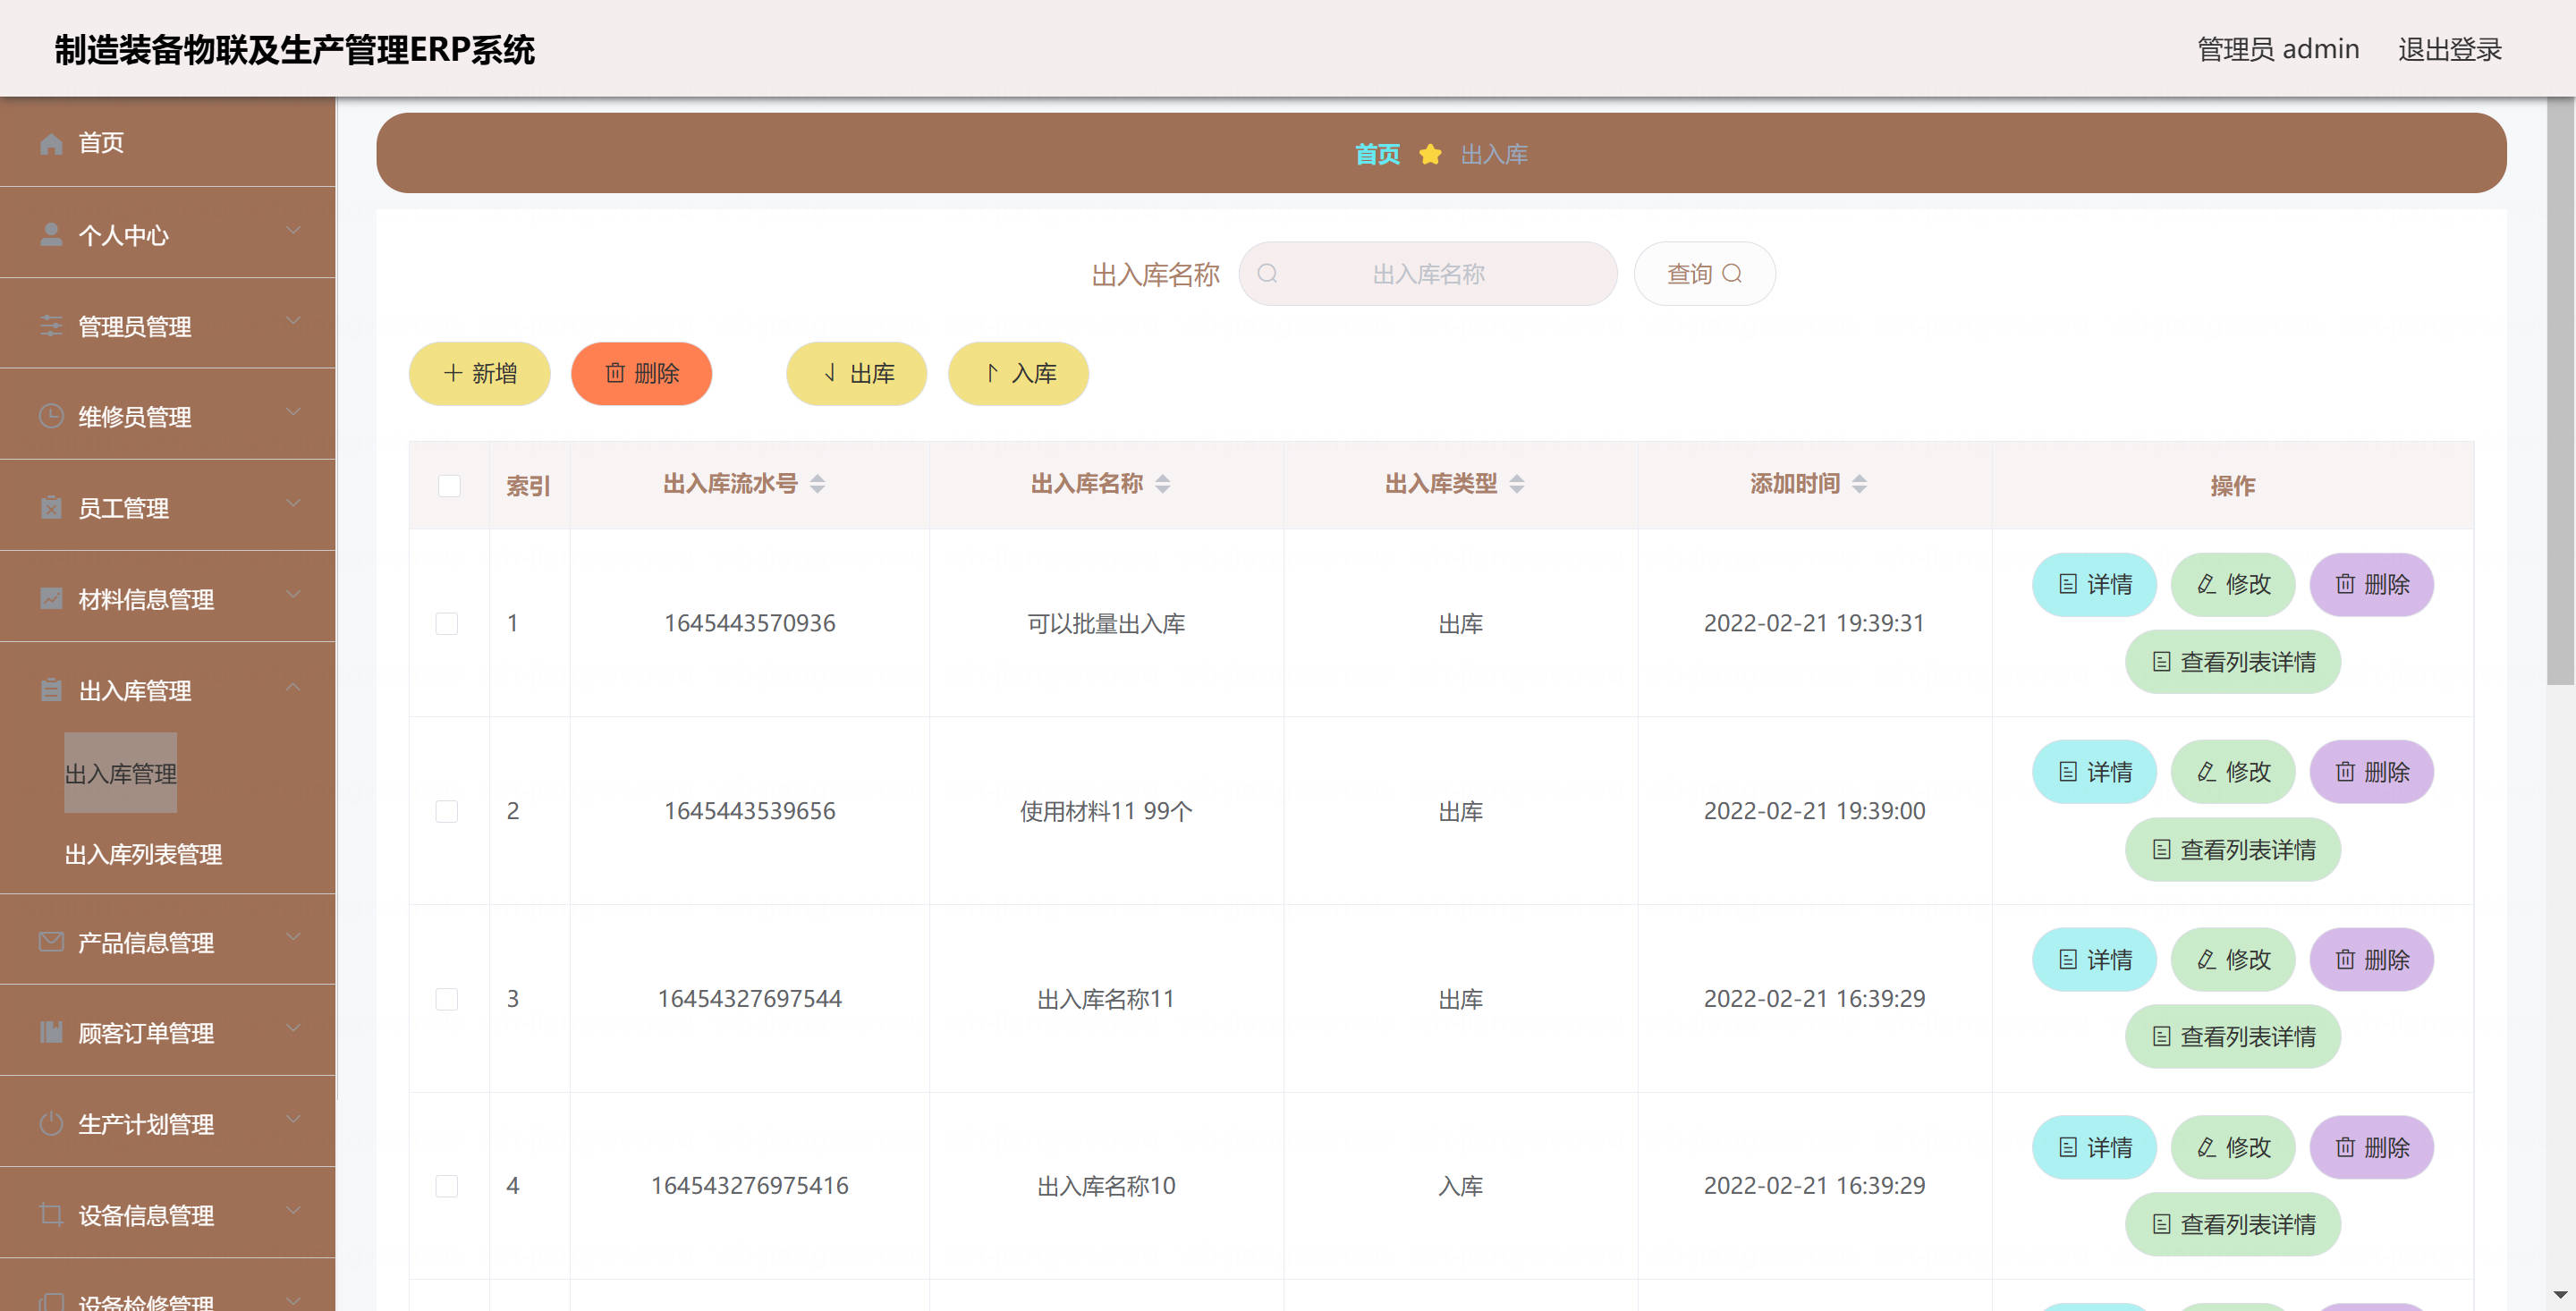 制造装备物联及生产管理ERP系统
管理员 admin 退出登录
首页
个人中心
管理员管理
维修员管理
员工管理
材料信息管理
出入库管理
出入库管理
出入库列表管理
产品信息管理
顾客订单管理
生产计划管理
设备信息管理
设备检修管理
首页 出入库
出入库名称 出入库名称 查询
新增 删除 出库 入库
索引 出入库流水号 出入库名称 出入库类型 添加时间 操作
1 1645443570936 可以批量出入库 出库 2022-02-21 19:39:31 详情 修改 删除
查看列表详情
2 1645443539656 使用材料11 99个 出库 2022-02-21 19:39:00 详情 修改 删除
查看列表详情
3 16454327697544 出入库名称11 出库 2022-02-21 16:39:29 详情 修改 删除
查看列表详情
4 164543276975416 出入库名称10 入库 2022-02-21 16:39:29 详情 修改 删除
查看列表详情